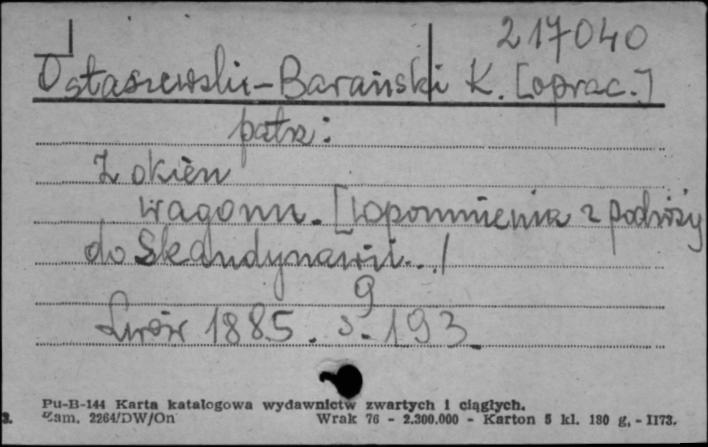 217040
Ostaszewski-Barański K. [oprac.]
patrz:
Z okien
wagonu. [Wspomnienia z podróży
do Skandynawii...]
9
Lwów 1885. s. 193.
Pu-B-144 Karta katalogowa wydawnictw zwartych i ciągłych.
Zam. 2264/DW/On Wrak 76 - 2.300.000 - Karton 5 kl. 180 g. - II73.